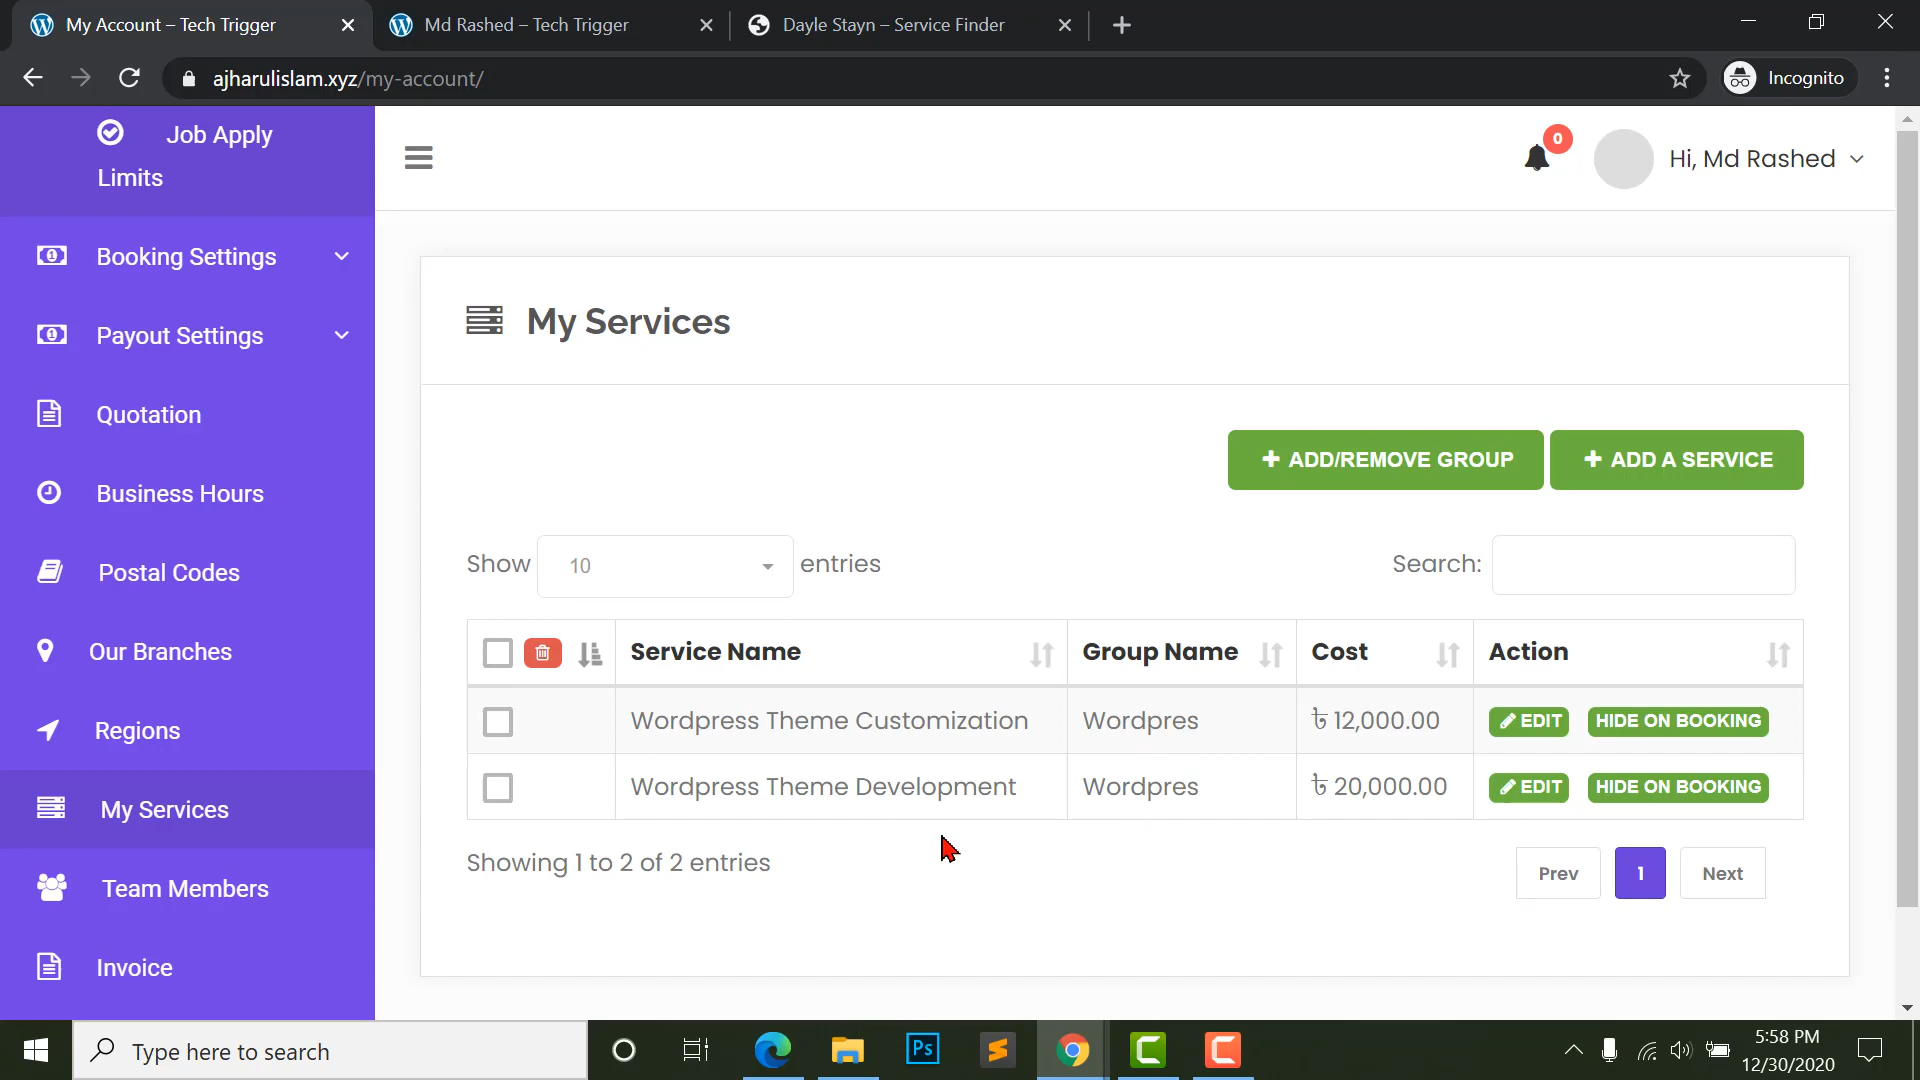 My Account – Tech Trigger
Md Rashed – Tech Trigger
Dayle Stayn – Service Finder
ajharulislam.xyz/my-account/
Incognito
Job Apply
Limits
Booking Settings
Payout Settings
Quotation
Business Hours
Postal Codes
Our Branches
Regions
My Services
Team Members
Invoice
0
Hi, Md Rashed
My Services
ADD/REMOVE GROUP
ADD A SERVICE
Show 10 entries
Search:
Service Name Group Name Cost Action
Wordpress Theme Customization Wordpres ৳ 12,000.00 EDIT HIDE ON BOOKING
Wordpress Theme Development Wordpres ৳ 20,000.00 EDIT HIDE ON BOOKING
Showing 1 to 2 of 2 entries
Prev 1 Next
Type here to search
Ps
5:58 PM
12/30/2020